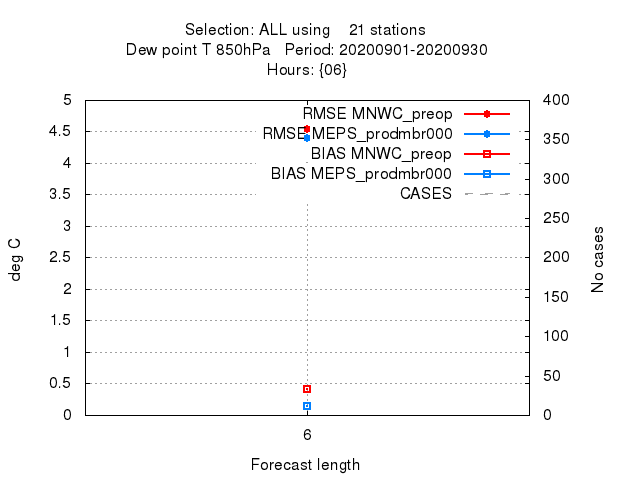 Selection: ALL using    21 stations
Dew point T 850hPa   Period: 20200901-20200930
Hours: {06}
5
4.5
4
3.5
3
2.5
2
1.5
1
0.5
0
deg C
400
350
300
250
200
150
100
50
0
No cases
RMSE MNWC_preop
RMSE MEPS_prodmbr000
BIAS MNWC_preop
BIAS MEPS_prodmbr000
CASES
6
Forecast length